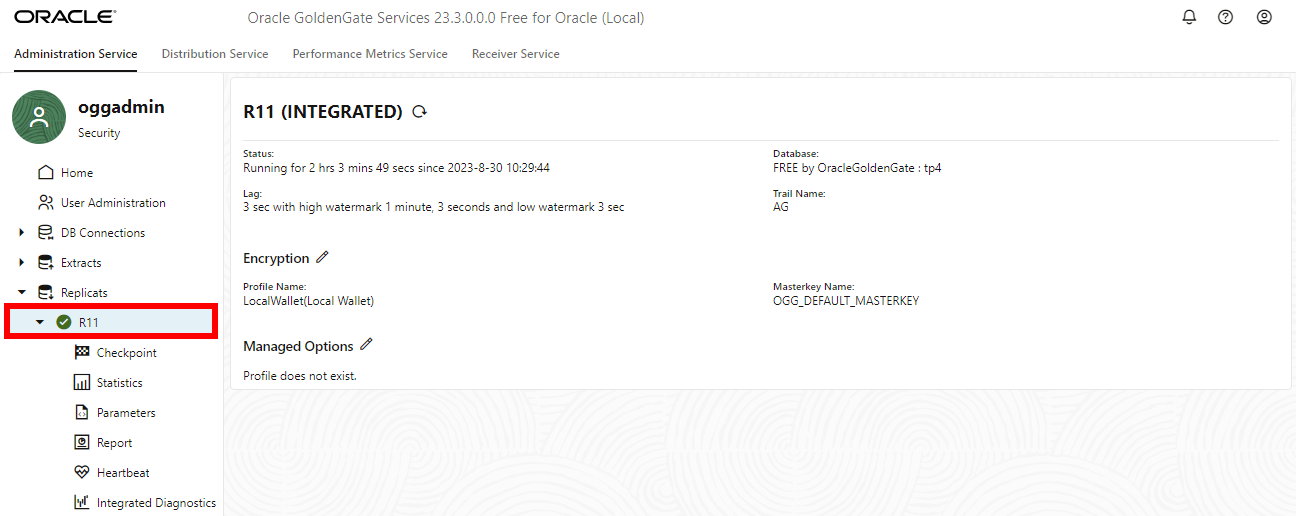 ORACLE
Oracle GoldenGate Services 23.3.0.0.0 Free for Oracle (Local)
Administration Service
Distribution Service
Performance Metrics Service
Receiver Service
oggadmin
Security
Home
User Administration
DB Connections
Extracts
Replicats
R11
Checkpoint
Statistics
Parameters
Report
Heartbeat
Integrated Diagnostics
R11 (INTEGRATED)
Status:
Running for 2 hrs 3 mins 49 secs since 2023-8-30 10:29:44
Database:
FREE by OracleGoldenGate : tp4
Lag:
3 sec with high watermark 1 minute, 3 seconds and low watermark 3 sec
Trail Name:
AG
Encryption
Profile Name:
LocalWallet(Local Wallet)
Masterkey Name:
OGG_DEFAULT_MASTERKEY
Managed Options
Profile does not exist.